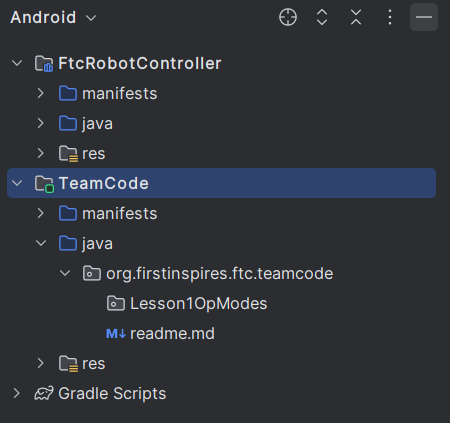 Android
FtcRobotController
manifests
java
res
TeamCode
manifests
java
org.firstinspires.ftc.teamcode
Lesson1OpModes
M↓ readme.md
res
Gradle Scripts